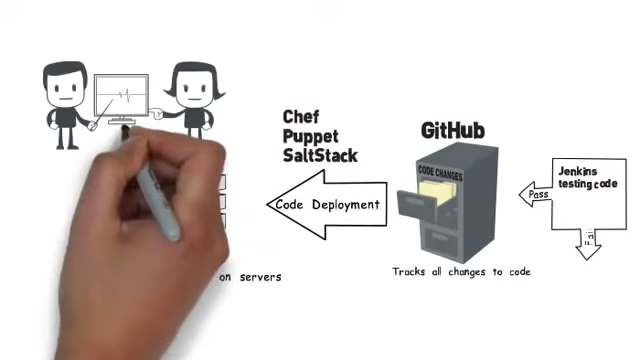 Chef
Puppet
SaltStack
GitHub
CODE CHANGES
Jenkins
testing code
Pass
Code Deployment
Tracks all changes to code
on servers